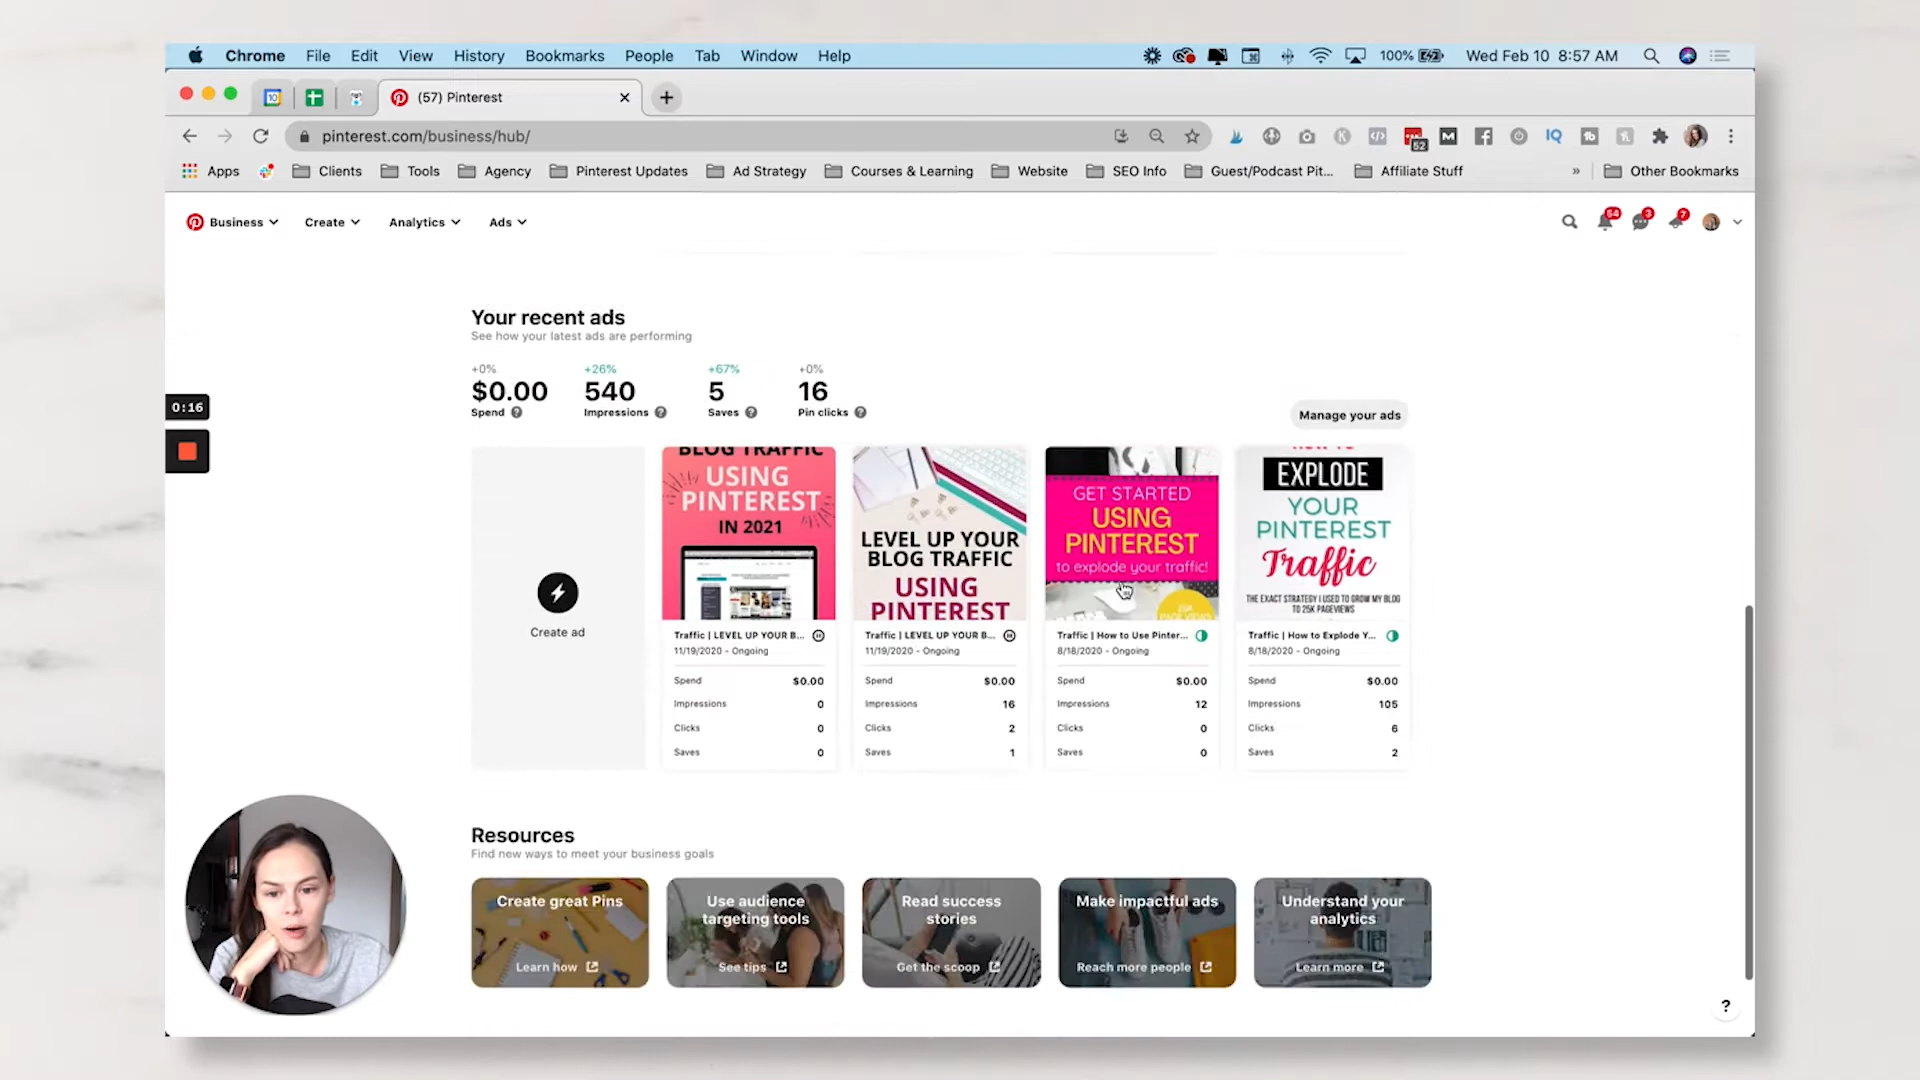 Chrome File Edit View History Bookmarks People Tab Window Help 100% Wed Feb 10 8:57 AM
(57) Pinterest
pinterest.com/business/hub/
52
Apps Clients Tools Agency Pinterest Updates Ad Strategy Courses & Learning Website SEO Info Guest/Podcast Pit... Affiliate Stuff » Other Bookmarks
Business Create Analytics Ads 64 3 7
Your recent ads
See how your latest ads are performing
+0% +26% +67% +0%
$0.00 540 5 16
Spend Impressions Saves Pin clicks
Manage your ads
0:16
Create ad
BLOG TRAFFIC
USING
PINTEREST
IN 2021
Traffic | LEVEL UP YOUR B...
11/19/2020 - Ongoing
Spend $0.00
Impressions 0
Clicks 0
Saves 0
LEVEL UP YOUR
BLOG TRAFFIC
USING
PINTEREST
Traffic | LEVEL UP YOUR B...
11/19/2020 - Ongoing
Spend $0.00
Impressions 16
Clicks 2
Saves 1
GET STARTED
USING
PINTEREST
to explode your traffic!
Traffic | How to Use Pinter...
8/18/2020 - Ongoing
Spend $0.00
Impressions 12
Clicks 0
Saves 0
HOW TO
EXPLODE
YOUR
PINTEREST
Traffic
THE EXACT STRATEGY I USED TO GROW MY BLOG
TO 25K PAGEVIEWS
Traffic | How to Explode Y...
8/18/2020 - Ongoing
Spend $0.00
Impressions 105
Clicks 6
Saves 2
Resources
Find new ways to meet your business goals
Create great Pins
Learn how
Use audience
targeting tools
See tips
Read success
stories
Get the scoop
Make impactful ads
Reach more people
Understand your
analytics
Learn more
?